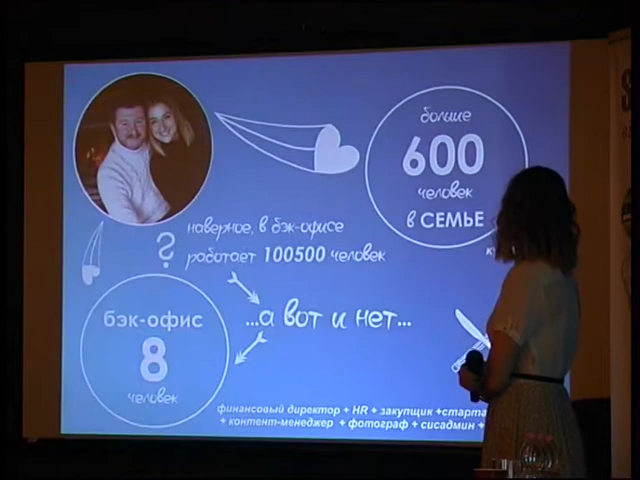 больше
600
человек
в СЕМЬЕ
наверное, в бэк-офисе
? работает 100500 человек
...а вот и нет...
бэк-офис
8
человек
финансовый директор + HR + закупщик +старта
+ контент-менеджер + фотограф + сисадмин +